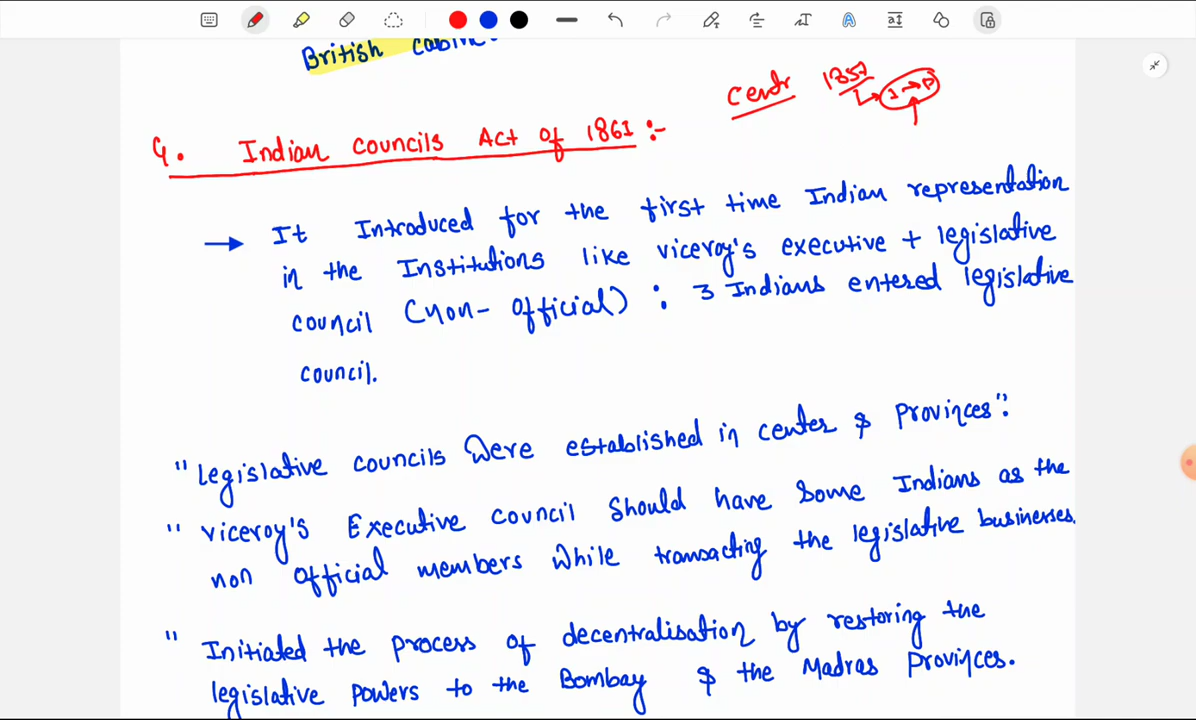 British Cabin
Centr 1857
I → P
4. Indian Councils Act of 1861 :-
→ It Introduced for the first time Indian representation
in the Institutions like viceroy's executive + legislative
council (non-official) : 3 Indians entered legislative
council.
"legislative councils were established in center & provinces":
" viceroy's Executive council should have some Indians as the
non official members while transacting the legislative businesses.
" Initiated the process of decentralisation by restoring the
legislative powers to the Bombay & the Madras provinces.